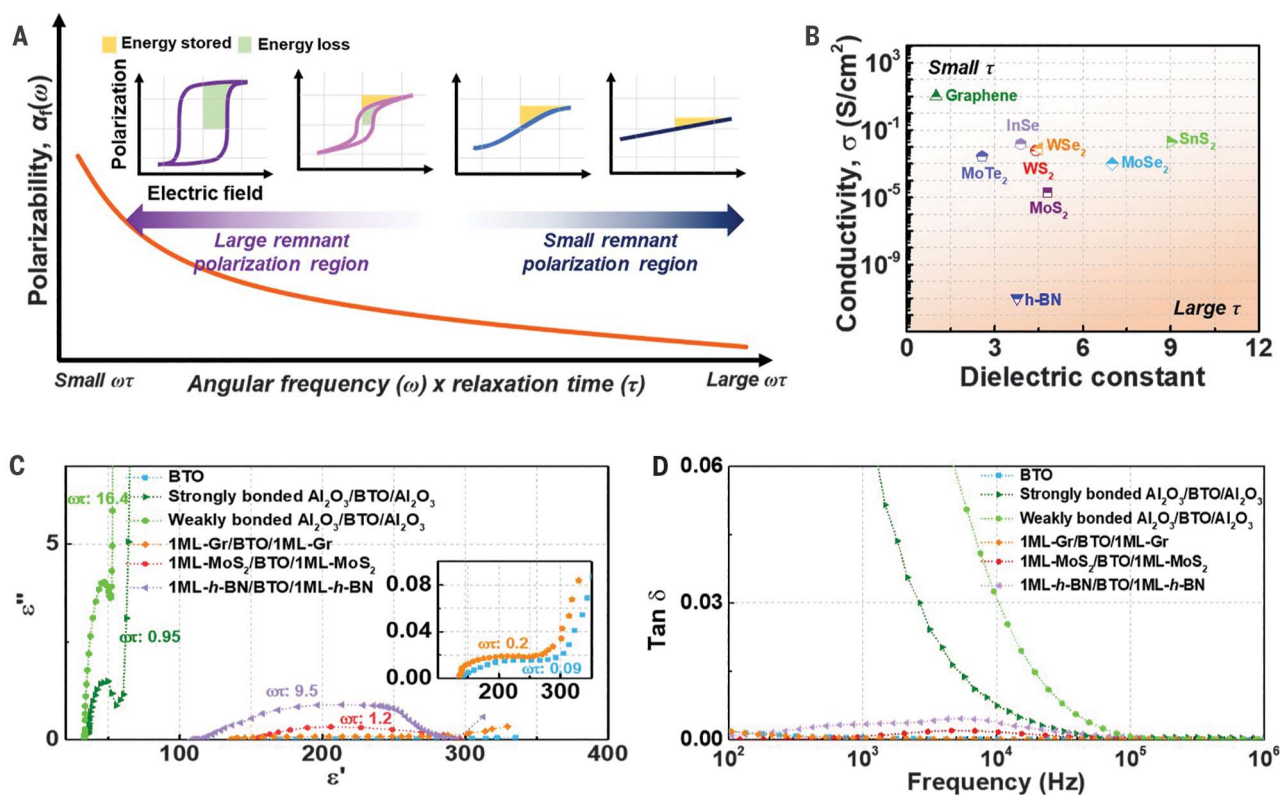 A
Energy stored
Energy loss
Polarizability, αf(ω)
Polarization
Electric field
Large remnant
polarization region
Small remnant
polarization region
Small ωτ
Angular frequency (ω) x relaxation time (τ)
Large ωτ
B
Conductivity, σ (S/cm²)
10³
10⁻¹
10⁻⁵
10⁻⁹
Small τ
Graphene
InSe
WSe₂
SnS₂
MoTe₂
WS₂
MoSe₂
MoS₂
h-BN
Large τ
0 3 6 9 12
Dielectric constant
C
ε''
5
0
BTO
Strongly bonded Al₂O₃/BTO/Al₂O₃
Weakly bonded Al₂O₃/BTO/Al₂O₃
1ML-Gr/BTO/1ML-Gr
1ML-MoS₂/BTO/1ML-MoS₂
1ML-h-BN/BTO/1ML-h-BN
ωτ: 16.4
ωτ: 0.95
ωτ: 9.5
ωτ: 1.2
0.08
0.04
0.00
ωτ: 0.2
ωτ: 0.09
200 300
0 100 200 300 400
ε'
D
Tan δ
0.06
0.03
0.00
BTO
Strongly bonded Al₂O₃/BTO/Al₂O₃
Weakly bonded Al₂O₃/BTO/Al₂O₃
1ML-Gr/BTO/1ML-Gr
1ML-MoS₂/BTO/1ML-MoS₂
1ML-h-BN/BTO/1ML-h-BN
10² 10³ 10⁴ 10⁵ 10⁶
Frequency (Hz)